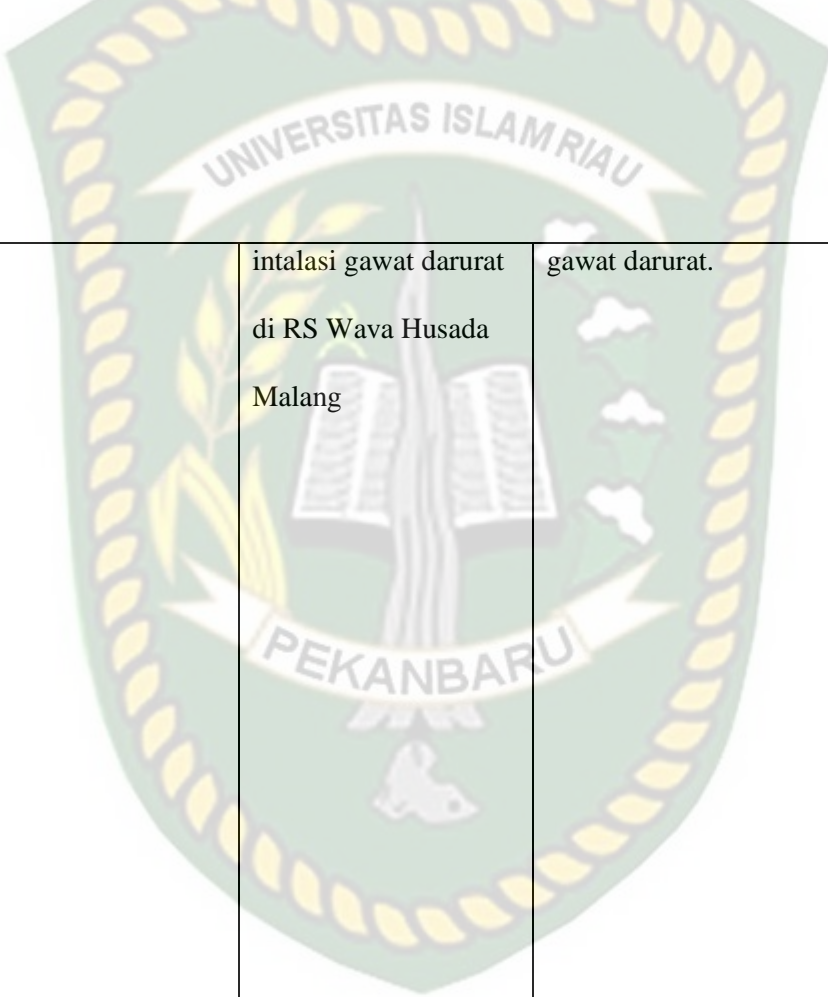 UNIVERSITAS ISLAM RIAU
intalasi gawat darurat
di RS Wava Husada
Malang
gawat darurat.
PEKANBARU